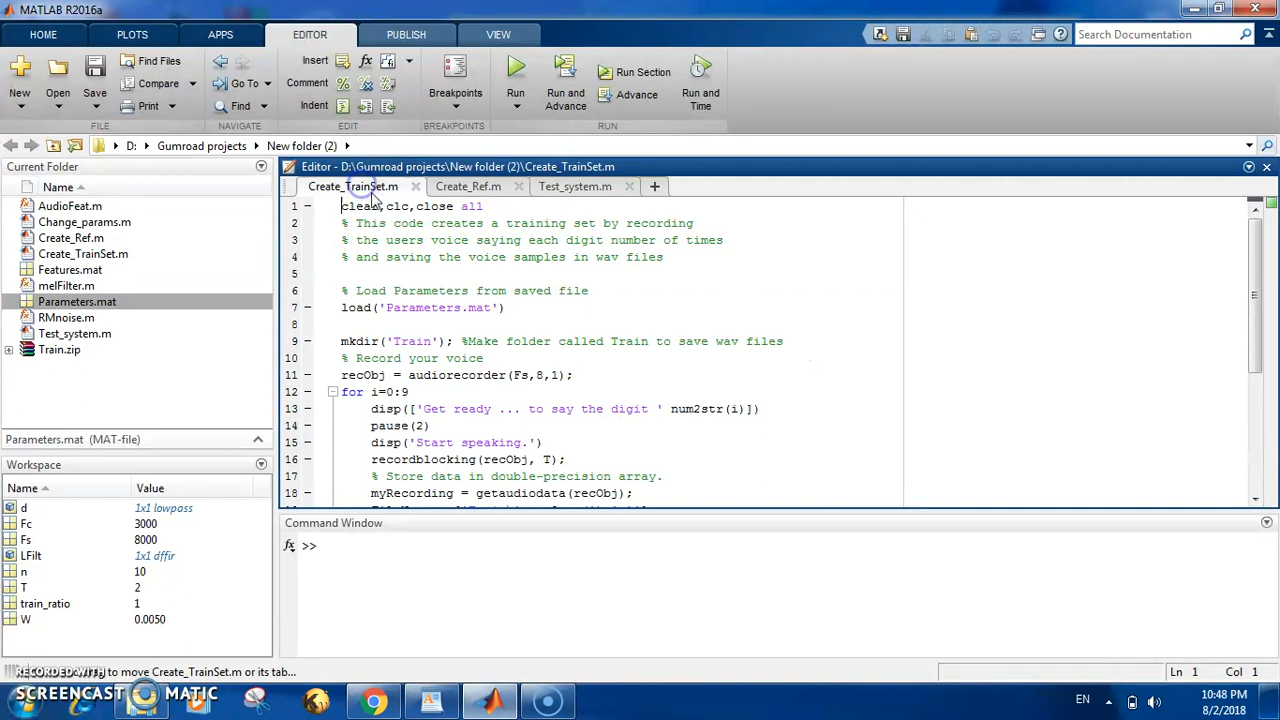 MATLAB R2016a
HOME PLOTS APPS EDITOR PUBLISH VIEW
Search Documentation
New
Open
Save
Find Files
Compare
Print
Go To
Find
Insert
Comment
Indent
Breakpoints
Run
Run and
Advance
Run Section
Advance
Run and
Time
FILE NAVIGATE EDIT BREAKPOINTS RUN
D: Gumroad projects New folder (2)
Current Folder
Name
AudioFeat.m
Change_params.m
Create_Ref.m
Create_TrainSet.m
Features.mat
melFilter.m
Parameters.mat
RMnoise.m
Test_system.m
Train.zip
Parameters.mat (MAT-file)
Workspace
Name Value
d 1x1 lowpass
Fc 3000
Fs 8000
LFilt 1x1 dffir
n 10
T 2
train_ratio 1
W 0.0050
Editor - D:\Gumroad projects\New folder (2)\Create_TrainSet.m
Create_TrainSet.m Create_Ref.m Test_system.m
1 clear,clc,close all
2 % This code creates a training set by recording
3 % the users voice saying each digit number of times
4 % and saving the voice samples in wav files
5
6 % Load Parameters from saved file
7 load('Parameters.mat')
8
9 mkdir('Train'); %Make folder called Train to save wav files
10 % Record your voice
11 recObj = audiorecorder(Fs,8,1);
12 for i=0:9
13 disp(['Get ready ... to say the digit ' num2str(i)])
14 pause(2)
15 disp('Start speaking.')
16 recordblocking(recObj, T);
17 % Store data in double-precision array.
18 myRecording = getaudiodata(recObj);
Command Window
fx >>
to move Create_TrainSet.m or its tab...
Ln 1 Col 1
RECORDED WITH
SCREENCAST MATIC
EN
10:48 PM
8/2/2018